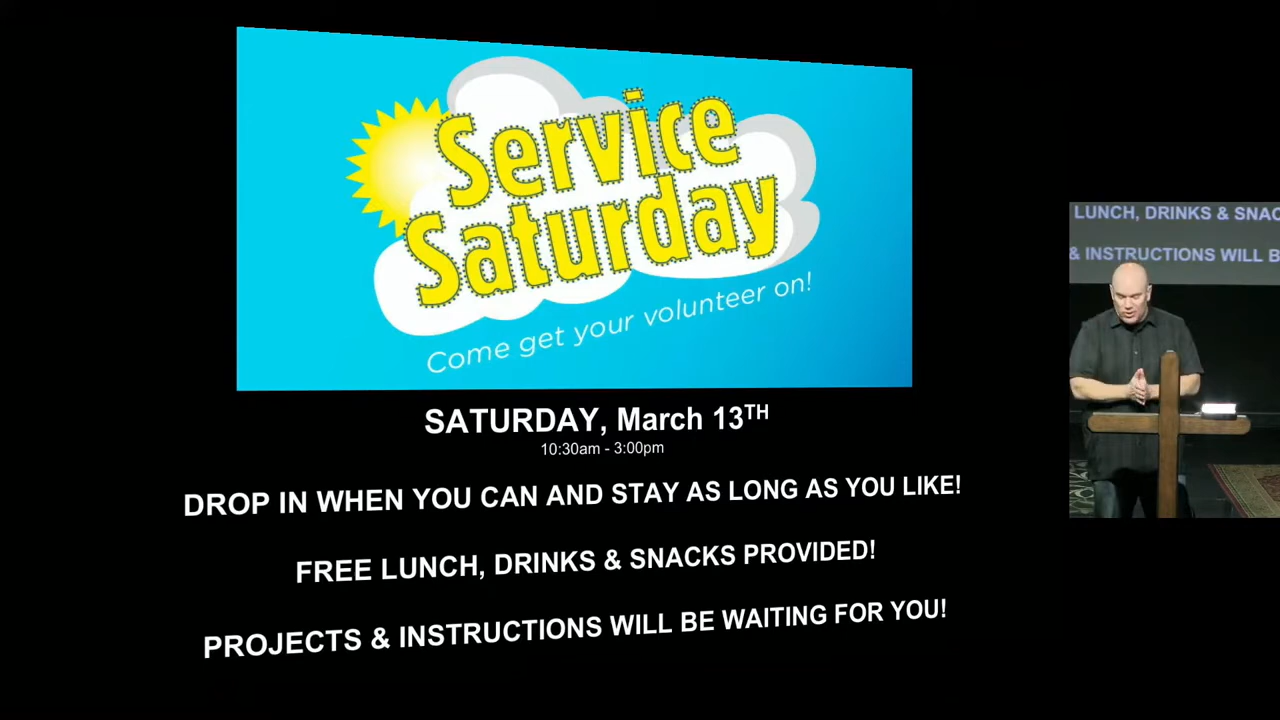 Service
Saturday
Come get your volunteer on!
SATURDAY, March 13TH
10:30am - 3:00pm
DROP IN WHEN YOU CAN AND STAY AS LONG AS YOU LIKE!
FREE LUNCH, DRINKS & SNACKS PROVIDED!
PROJECTS & INSTRUCTIONS WILL BE WAITING FOR YOU!
LUNCH, DRINKS & SNAC
& INSTRUCTIONS WILL B